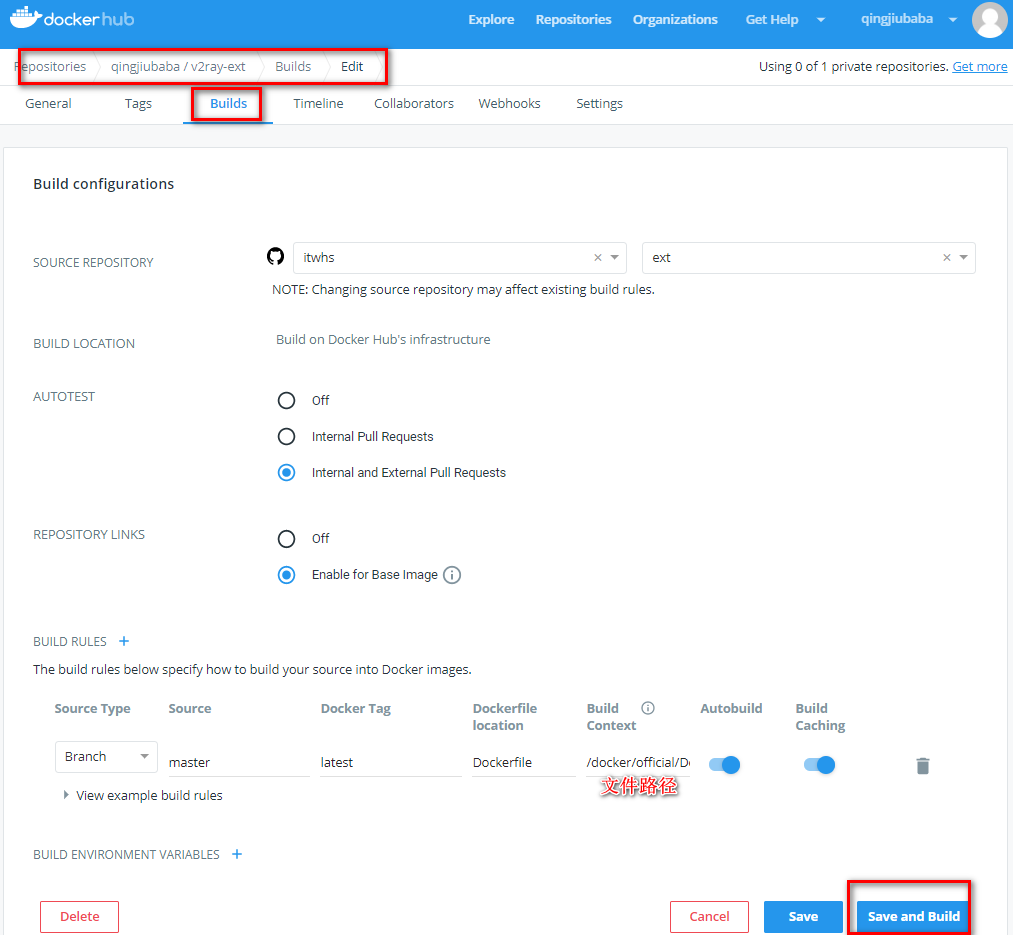 docker hub
Explore Repositories Organizations Get Help qingjiubaba
epositories qingjiubaba / v2ray-ext Builds Edit Using 0 of 1 private repositories. Get more
General Tags Builds Timeline Collaborators Webhooks Settings
Build configurations
SOURCE REPOSITORY itwhs × ext ×
NOTE: Changing source repository may affect existing build rules.
BUILD LOCATION Build on Docker Hub's infrastructure
AUTOTEST Off
Internal Pull Requests
Internal and External Pull Requests
REPOSITORY LINKS Off
Enable for Base Image
BUILD RULES +
The build rules below specify how to build your source into Docker images.
Source Type Source Docker Tag Dockerfile location Build Context Autobuild Build Caching
Branch master latest Dockerfile /docker/official/D
文件路径
View example build rules
BUILD ENVIRONMENT VARIABLES +
Delete Cancel Save Save and Build